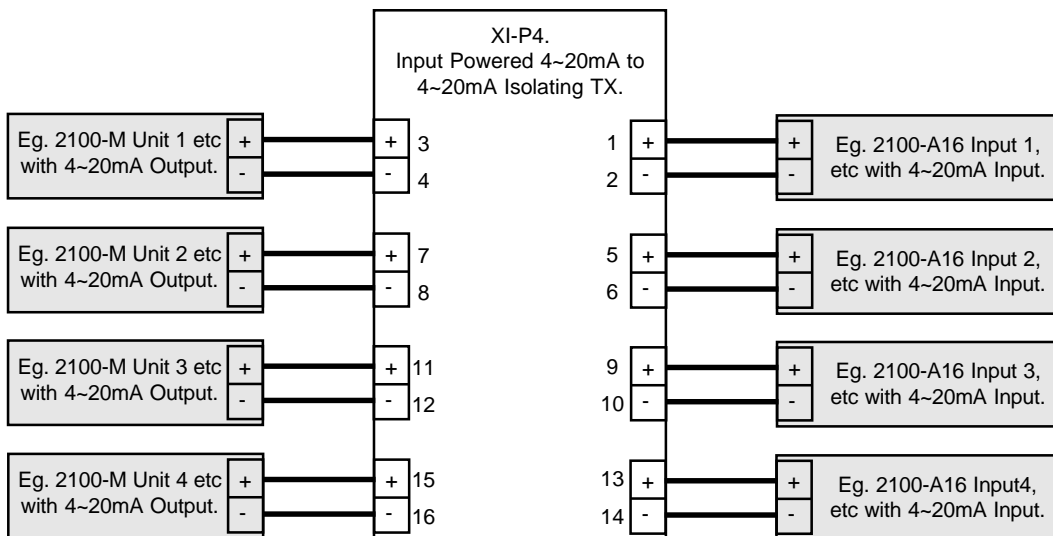 XI-P4.
Input Powered 4~20mA to
4~20mA Isolating TX.
Eg. 2100-M Unit 1 etc
with 4~20mA Output.
+
-
+
-
3
4
1
2
+
-
+
-
Eg. 2100-A16 Input 1,
etc with 4~20mA Input.
Eg. 2100-M Unit 2 etc
with 4~20mA Output.
+
-
+
-
7
8
5
6
+
-
+
-
Eg. 2100-A16 Input 2,
etc with 4~20mA Input.
Eg. 2100-M Unit 3 etc
with 4~20mA Output.
+
-
+
-
11
12
9
10
+
-
+
-
Eg. 2100-A16 Input 3,
etc with 4~20mA Input.
Eg. 2100-M Unit 4 etc
with 4~20mA Output.
+
-
+
-
15
16
13
14
+
-
+
-
Eg. 2100-A16 Input4,
etc with 4~20mA Input.